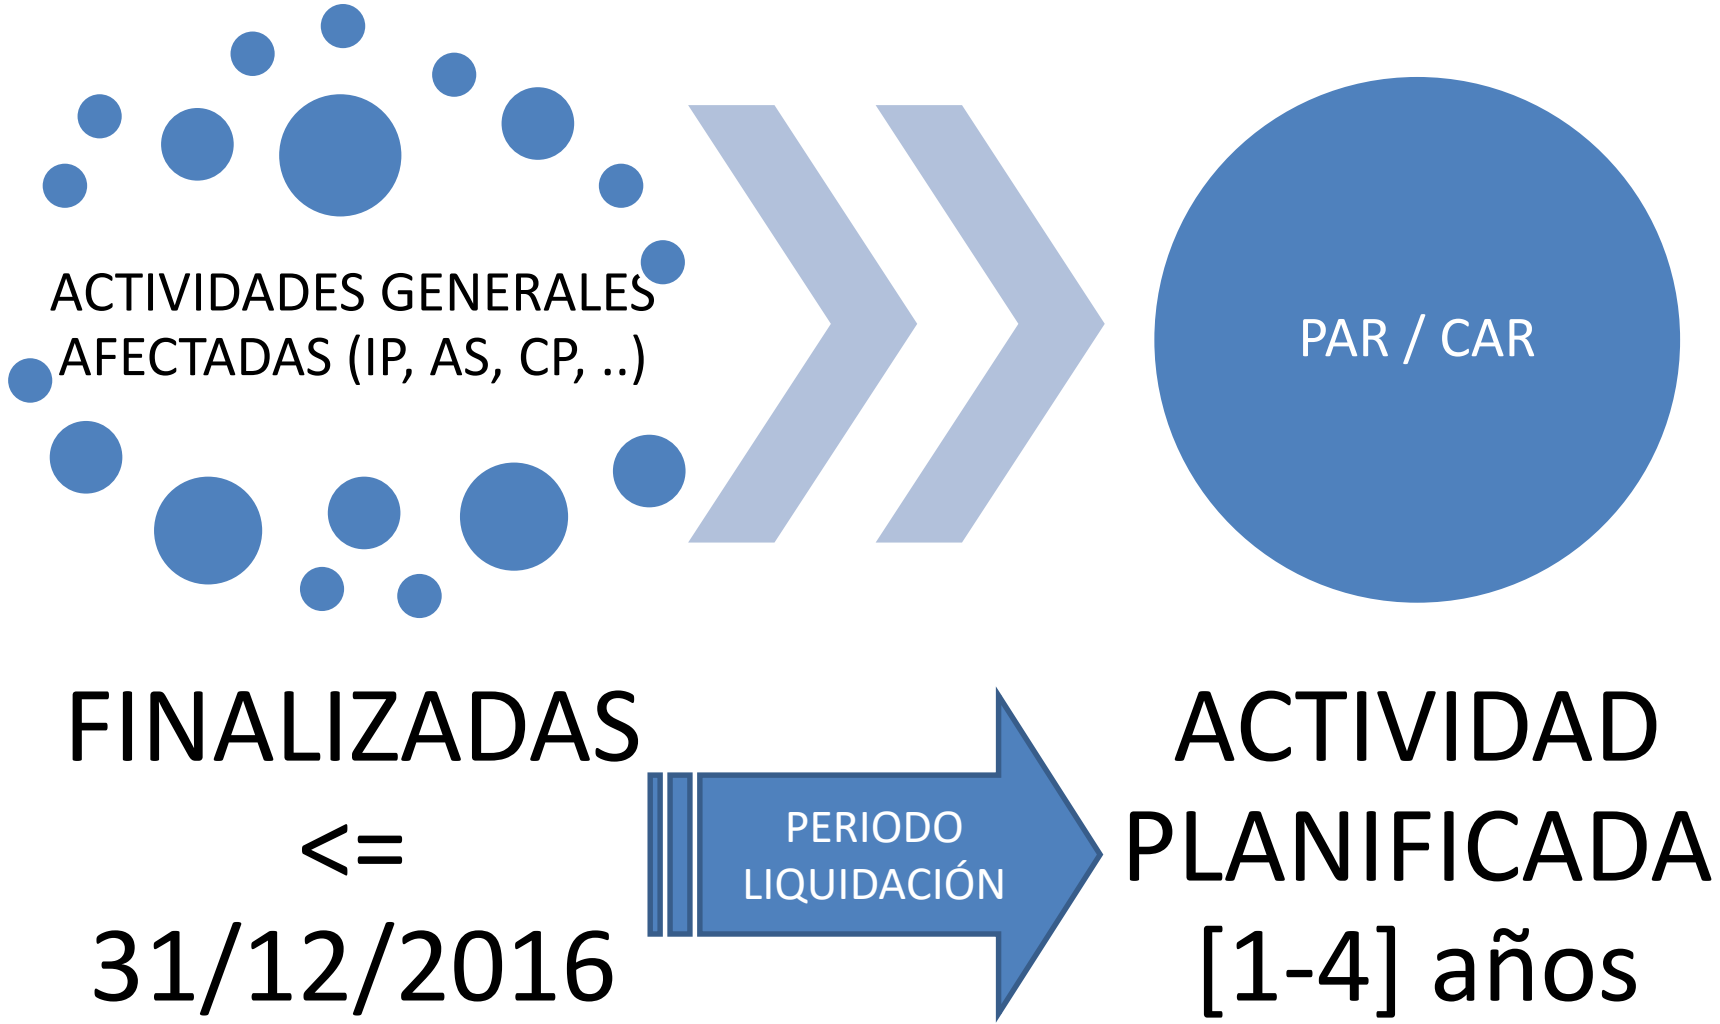 ACTIVIDADES GENERALES
AFECTADAS (IP, AS, CP, ..)
PAR / CAR
FINALIZADAS
<=
31/12/2016
PERIODO
LIQUIDACIÓN
ACTIVIDAD
PLANIFICADA
[1-4] años